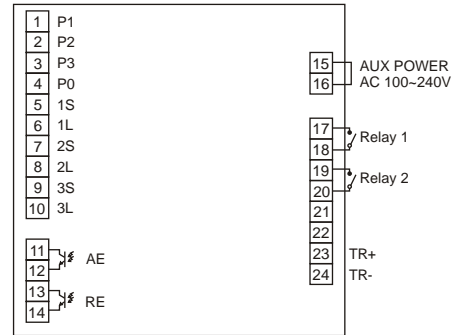 1 P1
2 P2
3 P3
4 P0
5 1S
6 1L
7 2S
8 2L
9 3S
10 3L
11
12
AE
13
14
RE
15
16
AUX POWER
AC 100~240V
17
18
Relay 1
19
20
Relay 2
21
22
23 TR+
24 TR-